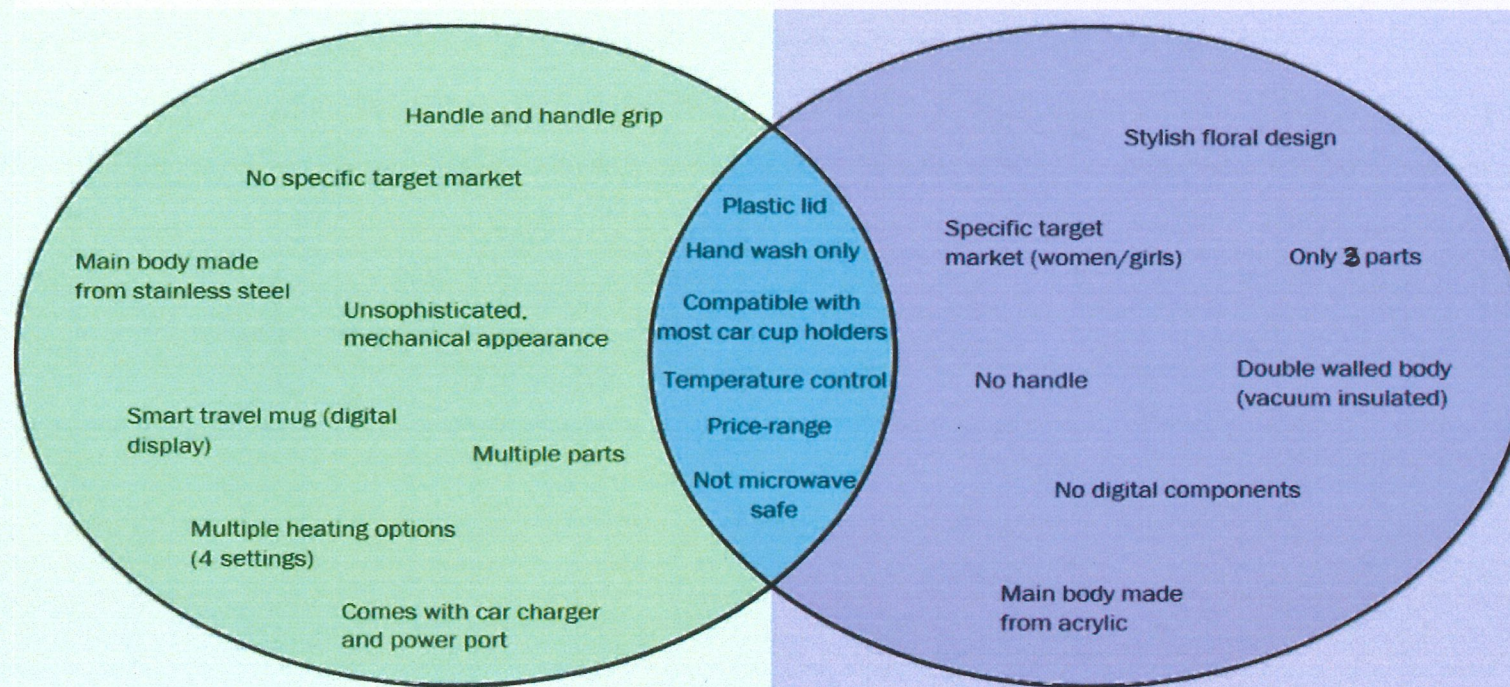 Handle and handle grip
No specific target market
Main body made
from stainless steel
Unsophisticated,
mechanical appearance
Smart travel mug (digital
display)
Multiple parts
Multiple heating options
(4 settings)
Comes with car charger
and power port
Plastic lid
Hand wash only
Compatible with
most car cup holders
Temperature control
Price-range
Not microwave
safe
Stylish floral design
Specific target
market (women/girls)
Only 3 parts
No handle
Double walled body
(vacuum insulated)
No digital components
Main body made
from acrylic